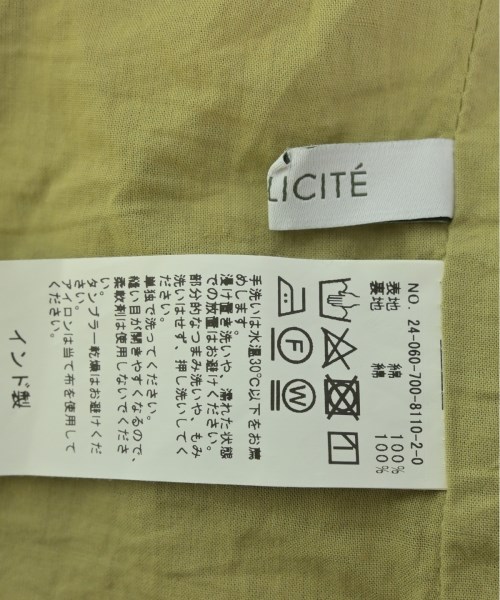 LICITÉ
NO. 24-060-700-8110-2-0
表地 綿 100%
裏地 綿 100%
F W
手洗いは水温30℃以下をお薦
めします。
浸け置き洗いや、濡れた状態
での放置はお避けください。
部分的なつまみ洗いや、もみ
洗いはせず、押し洗いしてく
ださい。
単独で洗ってください。
縫い目が開きやすくなるので、
柔軟剤は使用しないでくださ
い。
タンブラー乾燥はお避けくだ
さい。
アイロンは当て布を使用して
ください。
インド製